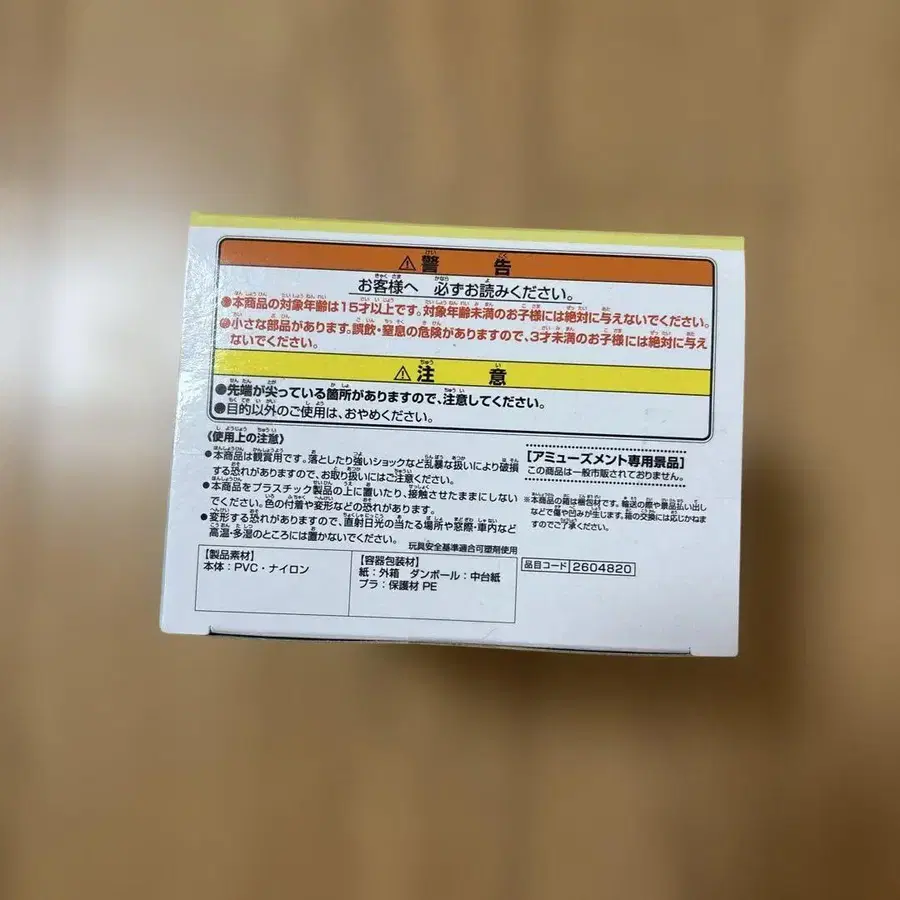 ⚠警告
お客様へ 必ずお読みください。
●本商品の対象年齢は15才以上です。対象年齢未満のお子様には絶対に与えないでください。
●小さな部品があります。誤飲・窒息の危険がありますので、3才未満のお子様には絶対に与え
ないでください。
⚠注意
●先端が尖っている箇所がありますので、注意してください。
●目的以外のご使用は、おやめください。
《使用上の注意》
●本商品は観賞用です。落としたり強いショックなど乱暴な扱いにより破損
する恐れがありますので、お取り扱いにはご注意ください。
●本商品をプラスチック製品の上に置いたり、接触させたままにしない
でください。色の付着や変形などの恐れがあります。
●変形する恐れがありますので、直射日光の当たる場所や窓際・車内など
高温・多湿のところには置かないでください。
玩具安全基準適合可塑剤使用
[アミューズメント専用景品]
この商品は一般市販されておりません。
※本商品の箱は梱包材です。輸送の際や景品払い出し
などで傷や凹みが生じます。箱の交換には応じかねま
すのでご了承ください。
【製品素材】
本体:PVC・ナイロン
【容器包装材】
紙:外箱 ダンボール:中台紙
プラ:保護材 PE
品目コード 2604820